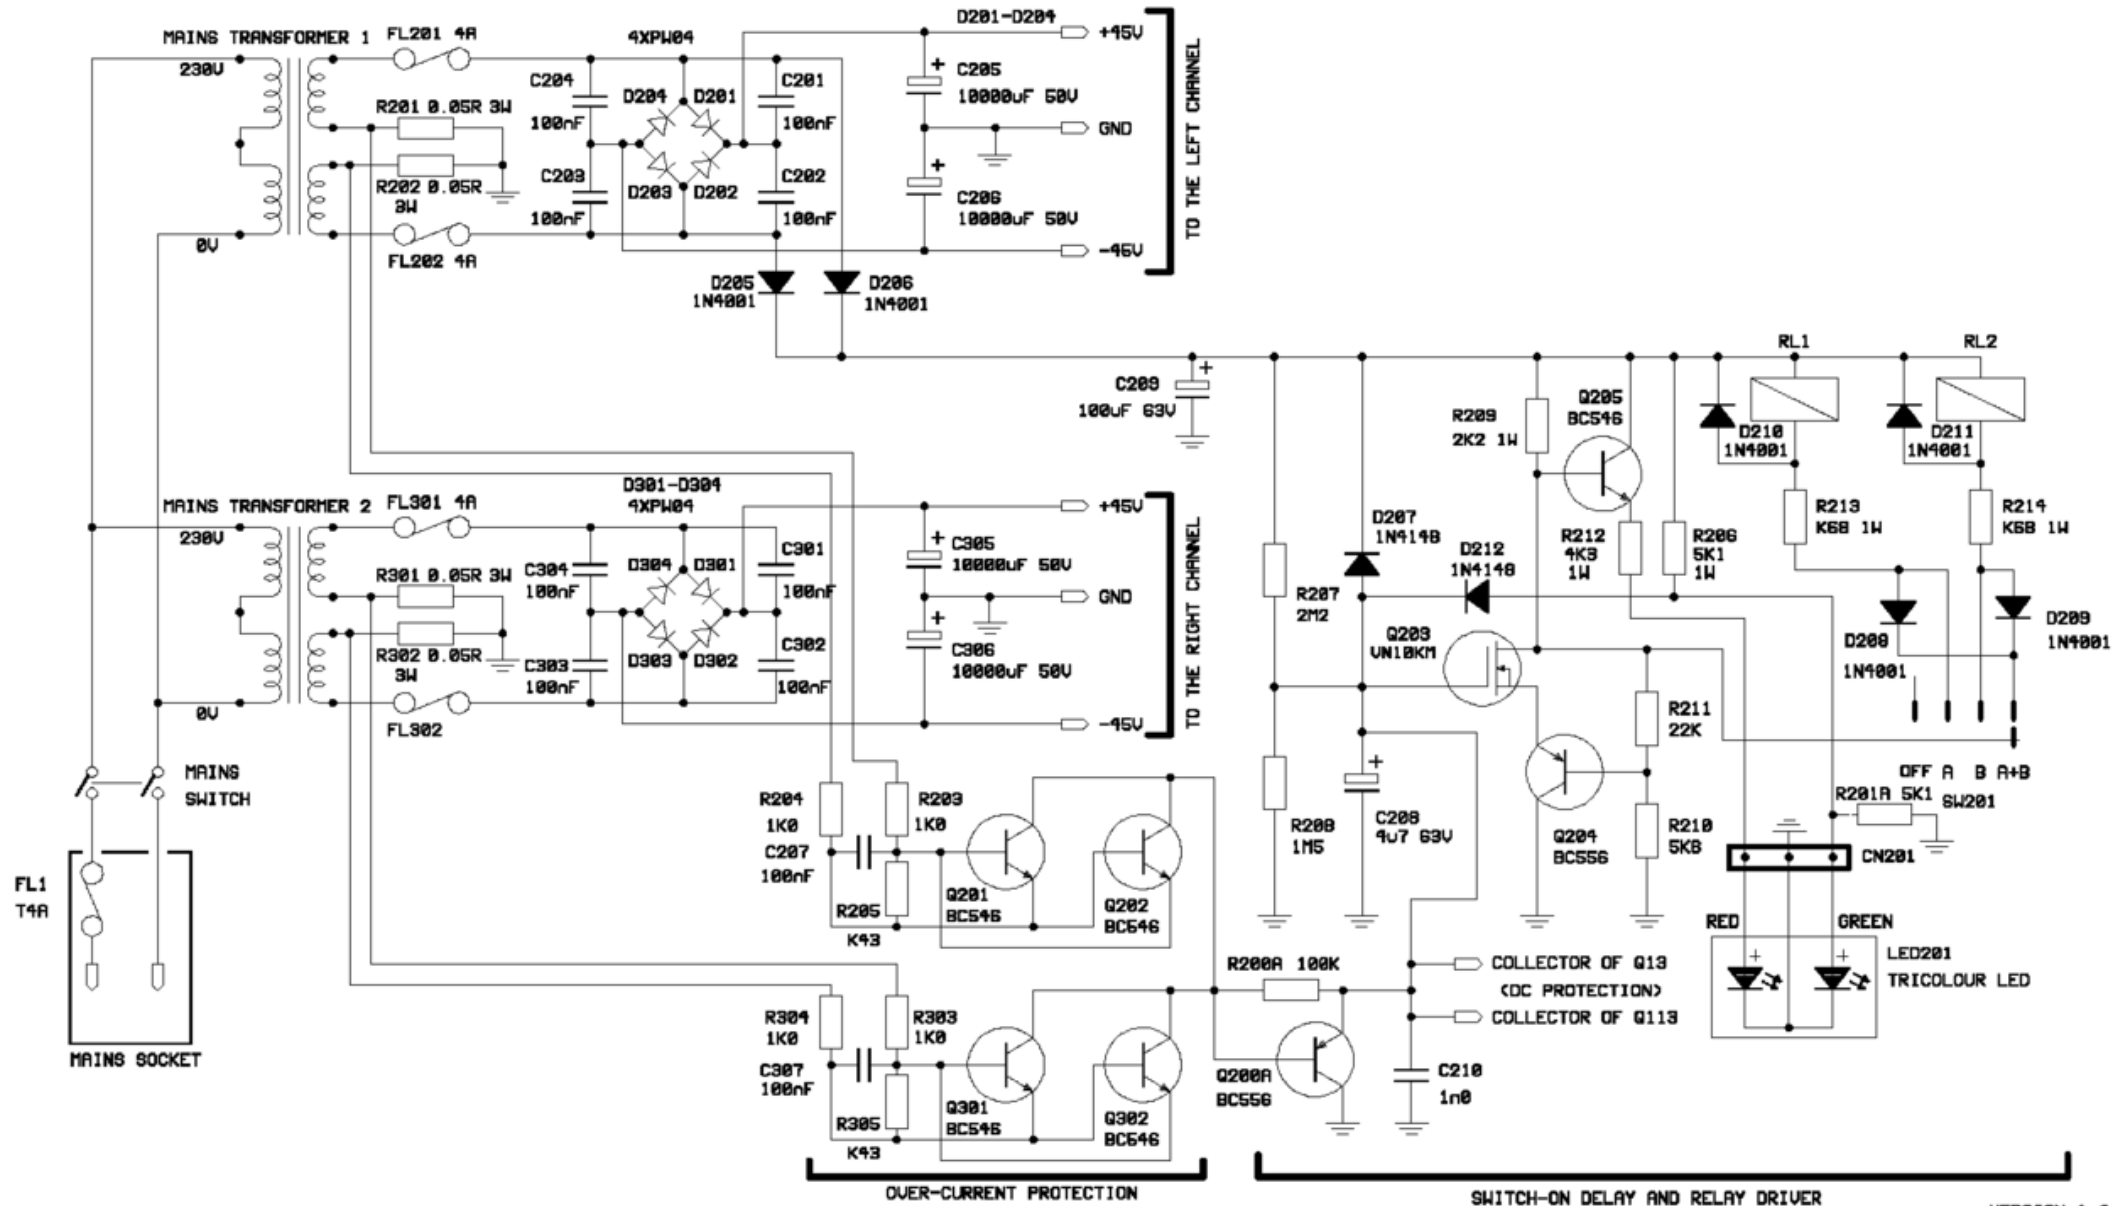 MAINS TRANSFORMER 1
FL201 4A
230V
R201 0.05R 3W
R202 0.05R
3W
0V
FL202 4A
4XPW04
D201-D204
C204
100nF
D204
D201
C201
100nF
C203
100nF
D203
D202
C202
100nF
+45V
C205
10000uF 50V
GND
C206
10000uF 50V
-45V
TO THE LEFT CHANNEL
D205
1N4001
D206
1N4001
MAINS TRANSFORMER 2
FL301 4A
230V
R301 0.05R 3W
R302 0.05R
3W
0V
FL302
D301-D304
4XPW04
C304
100nF
D304
D301
C301
100nF
C303
100nF
D303
D302
C302
100nF
+45V
C305
10000uF 50V
GND
C306
10000uF 50V
-45V
TO THE RIGHT CHANNEL
MAINS
SWITCH
FL1
T4A
MAINS SOCKET
C209
100uF 63V
R209
2K2 1W
Q205
BC546
RL1
RL2
D210
1N4001
D211
1N4001
R213
K68 1W
R214
K68 1W
D207
1N4148
D212
1N4148
R212
4K3
1W
R206
5K1
1W
R207
2M2
Q203
VN10KM
D208
1N4001
D209
1N4001
R211
22K
R208
1M5
C208
4u7 63V
Q204
BC556
R210
5K8
OFF A B A+B
SW201
R201A 5K1
CN201
RED
GREEN
LED201
TRICOLOUR LED
R204
1K0
R203
1K0
C207
100nF
R205
K43
Q201
BC546
Q202
BC546
R304
1K0
R303
1K0
C307
100nF
R305
K43
Q301
BC546
Q302
BC546
R200A 100K
Q200A
BC556
COLLECTOR OF Q13
(DC PROTECTION)
COLLECTOR OF Q113
C210
1n0
OVER-CURRENT PROTECTION
SWITCH-ON DELAY AND RELAY DRIVER